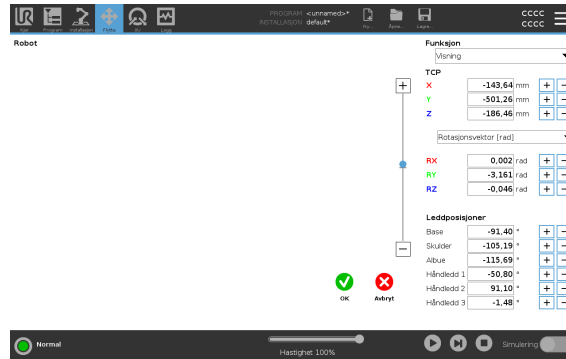 UR
Kjør Program Installasjon Flytte I/U Logg
PROGRAM <unnamed>*
INSTALLASJON default*
Ny... Åpne... Lagre...
CCCC
CCCC
Robot
Funksjon
Visning
TCP
X -143,64 mm + −
Y -501,26 mm + −
Z -186,46 mm + −
Rotasjonsvektor [rad]
RX 0,002 rad + −
RY -3,161 rad + −
RZ -0,046 rad + −
Leddposisjoner
Base -91,40 ° + −
Skulder -105,19 ° + −
Albue -115,69 ° + −
Håndledd 1 -50,80 ° + −
Håndledd 2 91,10 ° + −
Håndledd 3 -1,48 ° + −
OK Avbryt
Normal
Hastighet 100%
Simulering